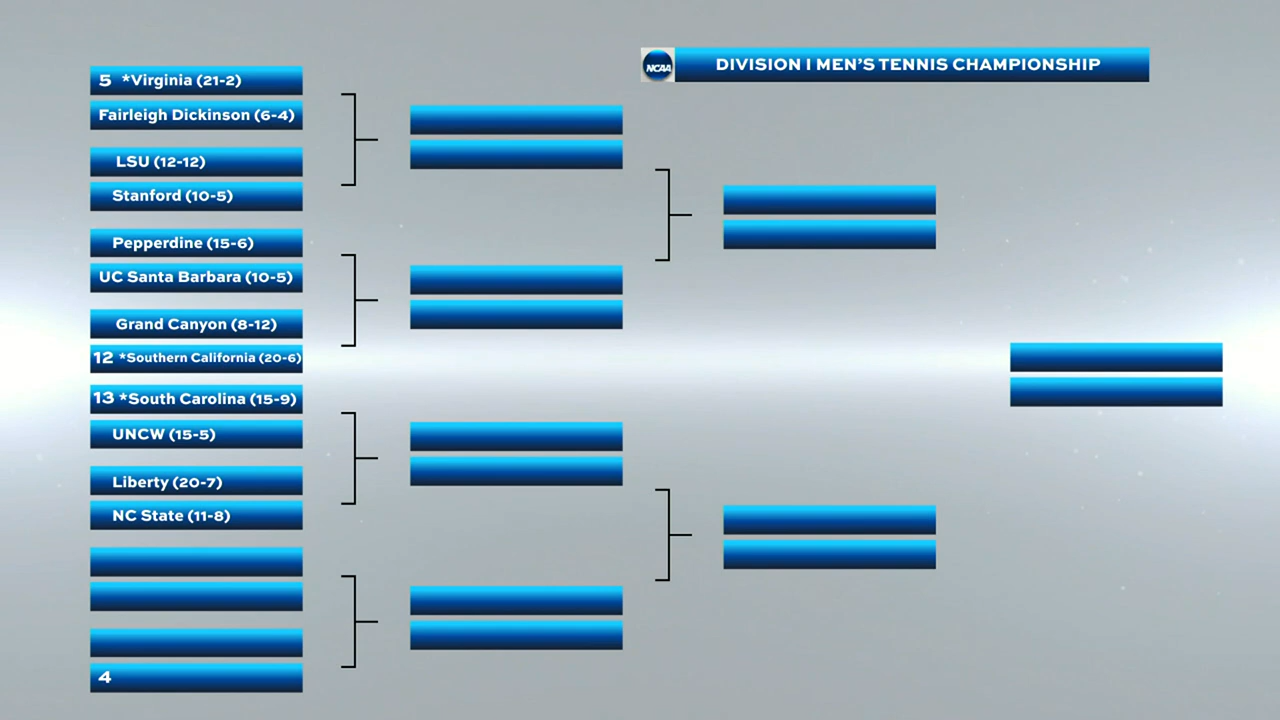 NCAA
DIVISION I MEN'S TENNIS CHAMPIONSHIP
5 *Virginia (21-2)
Fairleigh Dickinson (6-4)
LSU (12-12)
Stanford (10-5)
Pepperdine (15-6)
UC Santa Barbara (10-5)
Grand Canyon (8-12)
12 *Southern California (20-6)
13 *South Carolina (15-9)
UNCW (15-5)
Liberty (20-7)
NC State (11-8)
4